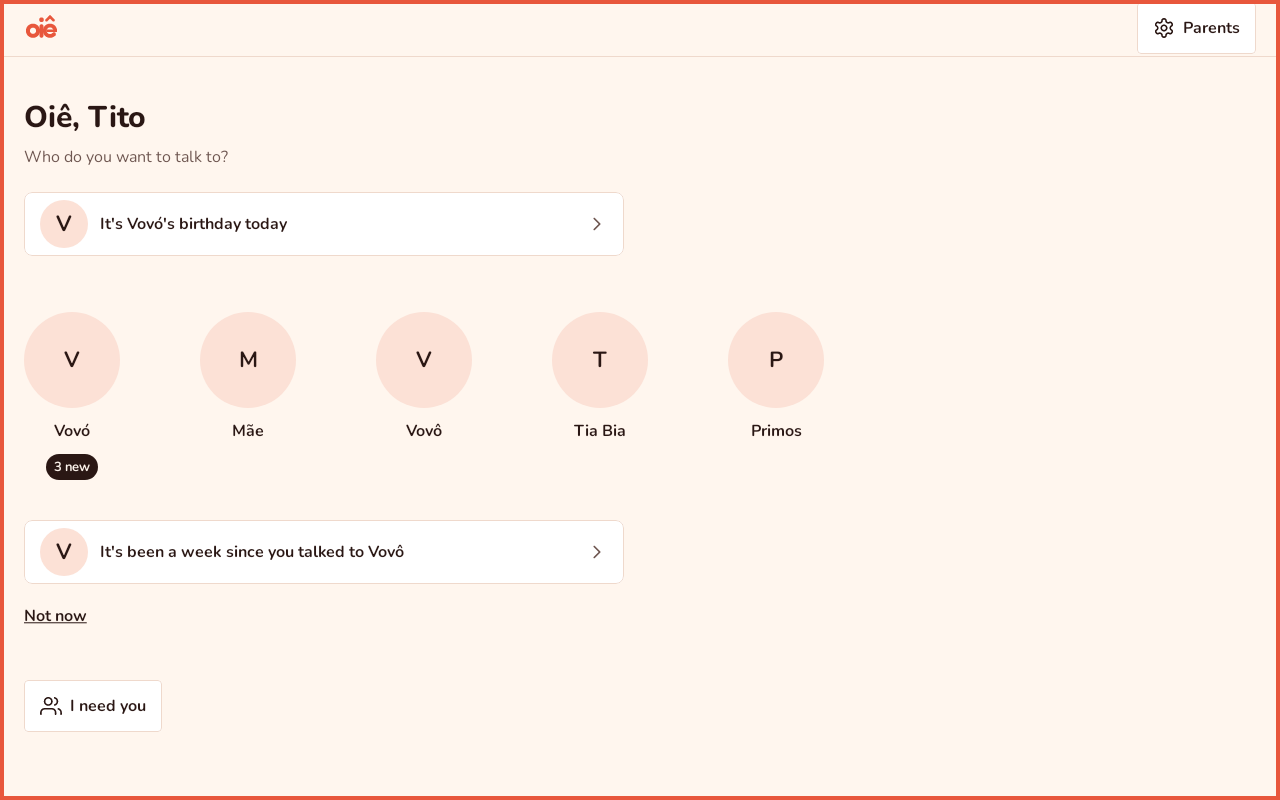 oiê
Parents
Oiê, Tito
Who do you want to talk to?
V
It's Vovó's birthday today
V
M
V
T
P
Vovó
Mãe
Vovô
Tia Bia
Primos
3 new
V
It's been a week since you talked to Vovô
Not now
I need you